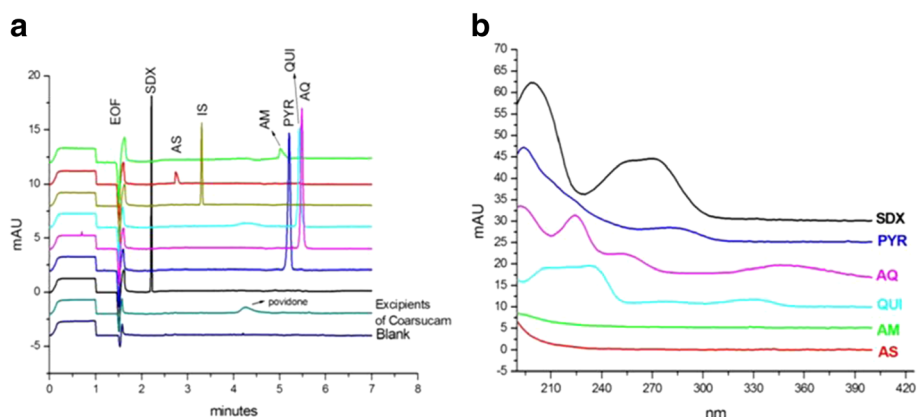 a
20
15
10
5
0
-5
mAU
0 1 2 3 4 5 6 7 8
minutes
EOF
SDX
AS
IS
AM
PYR
QUI
AQ
povidone
Excipients
of Coarsucam
Blank
b
70
65
60
55
50
45
40
35
30
25
20
15
10
5
0
-5
mAU
210 240 270 300 330 360 390 420
nm
SDX
PYR
AQ
QUI
AM
AS